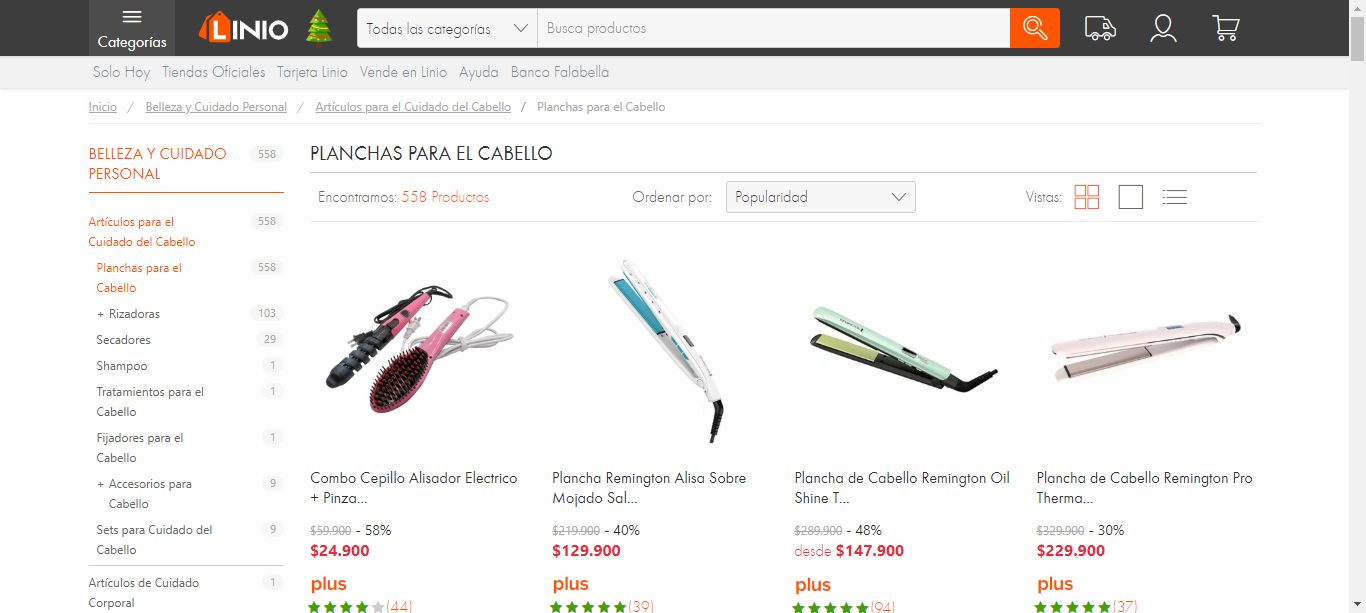 Categorías
LINIO
Todas las categorías
Busca productos
Solo Hoy Tiendas Oficiales Tarjeta Linio Vende en Linio Ayuda Banco Falabella
Inicio / Belleza y Cuidado Personal / Artículos para el Cuidado del Cabello / Planchas para el Cabello
BELLEZA Y CUIDADO 558
PERSONAL
Artículos para el 558
Cuidado del Cabello
Planchas para el 558
Cabello
+ Rizadoras 103
Secadores 29
Shampoo 1
Tratamientos para el 1
Cabello
Fijadores para el 1
Cabello
+ Accesorios para 9
Cabello
Sets para Cuidado del 9
Cabello
Artículos de Cuidado 1
Corporal
PLANCHAS PARA EL CABELLO
Encontramos: 558 Productos
Ordenar por: Popularidad
Vistas:
Combo Cepillo Alisador Electrico
+ Pinza...
$59.900 - 58%
$24.900
plus
(44)
Plancha Remington Alisa Sobre
Mojado Sal...
$219.900 - 40%
$129.900
plus
(39)
Plancha de Cabello Remington Oil
Shine T...
$289.900 - 48%
desde $147.900
plus
(94)
Plancha de Cabello Remington Pro
Therma...
$329.900 - 30%
$229.900
plus
(37)